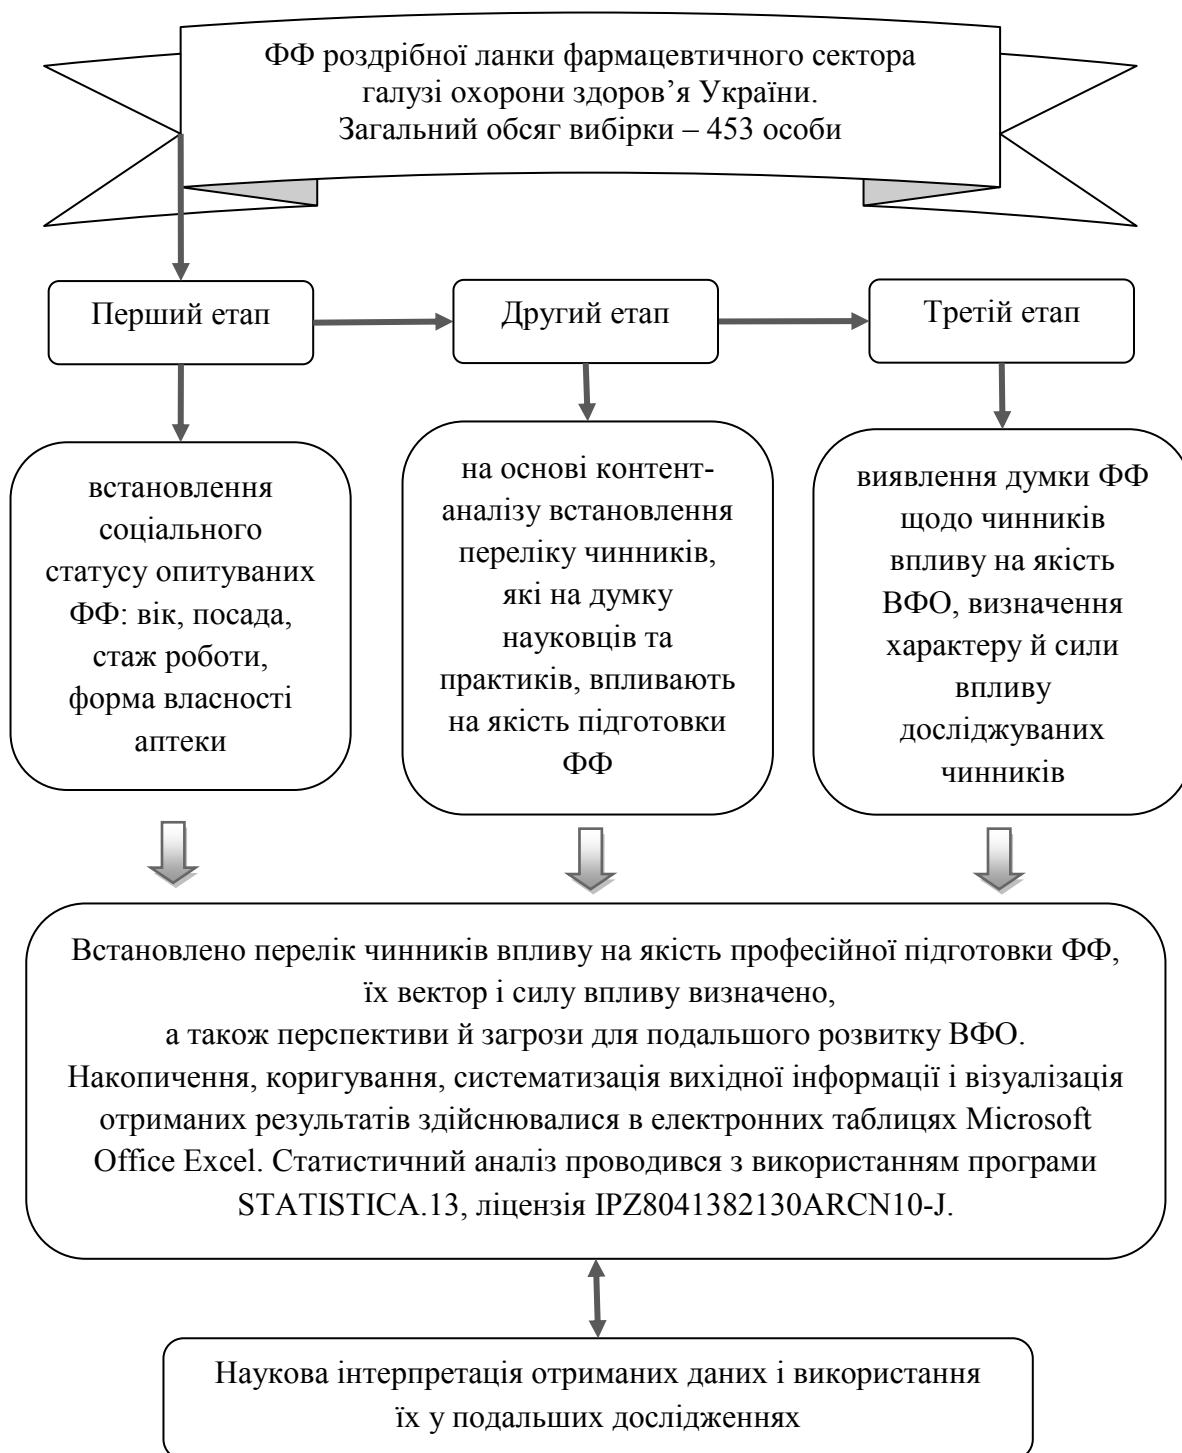 ФФ роздрібної ланки фармацевтичного сектора
галузі охорони здоров’я України.
Загальний обсяг вибірки – 453 особи
Перший етап
Другий етап
Третій етап
встановлення
соціального
статусу опитуваних
ФФ: вік, посада,
стаж роботи,
форма власності
аптеки
на основі контент-
аналізу встановлення
переліку чинників,
які на думку
науковців та
практиків, впливають
на якість підготовки
ФФ
виявлення думки ФФ
щодо чинників
впливу на якість
ВФО, визначення
характеру й сили
впливу
досліджуваних
чинників
Встановлено перелік чинників впливу на якість професійної підготовки ФФ,
їх вектор і силу впливу визначено,
а також перспективи й загрози для подальшого розвитку ВФО.
Накопичення, коригування, систематизація вихідної інформації і візуалізація
отриманих результатів здійснювалися в електронних таблицях Microsoft
Office Excel. Статистичний аналіз проводився з використанням програми
STATISTICA.13, ліцензія IPZ8041382130ARCN10-J.
Наукова інтерпретація отриманих даних і використання
їх у подальших дослідженнях